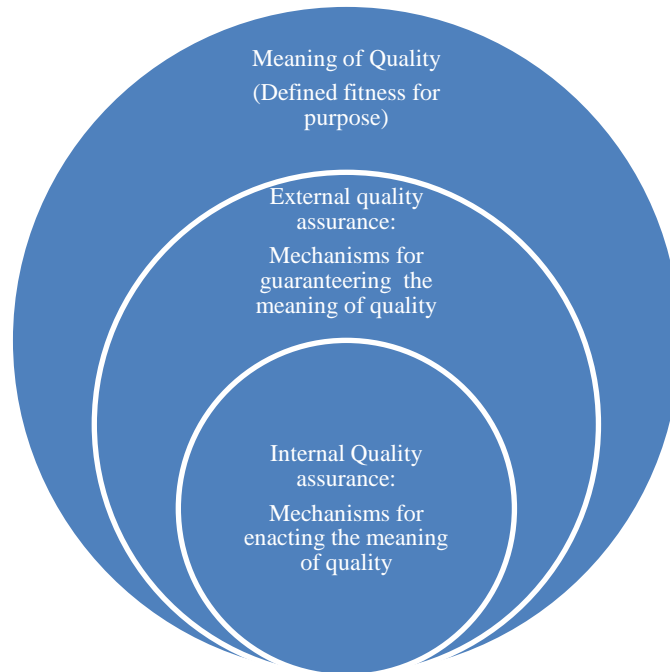 Meaning of Quality
(Defined fitness for
purpose)
External quality
assurance:
Mechanisms for
guaranteeing the
meaning of quality
Internal Quality
assurance:
Mechanisms for
enacting the meaning
of quality